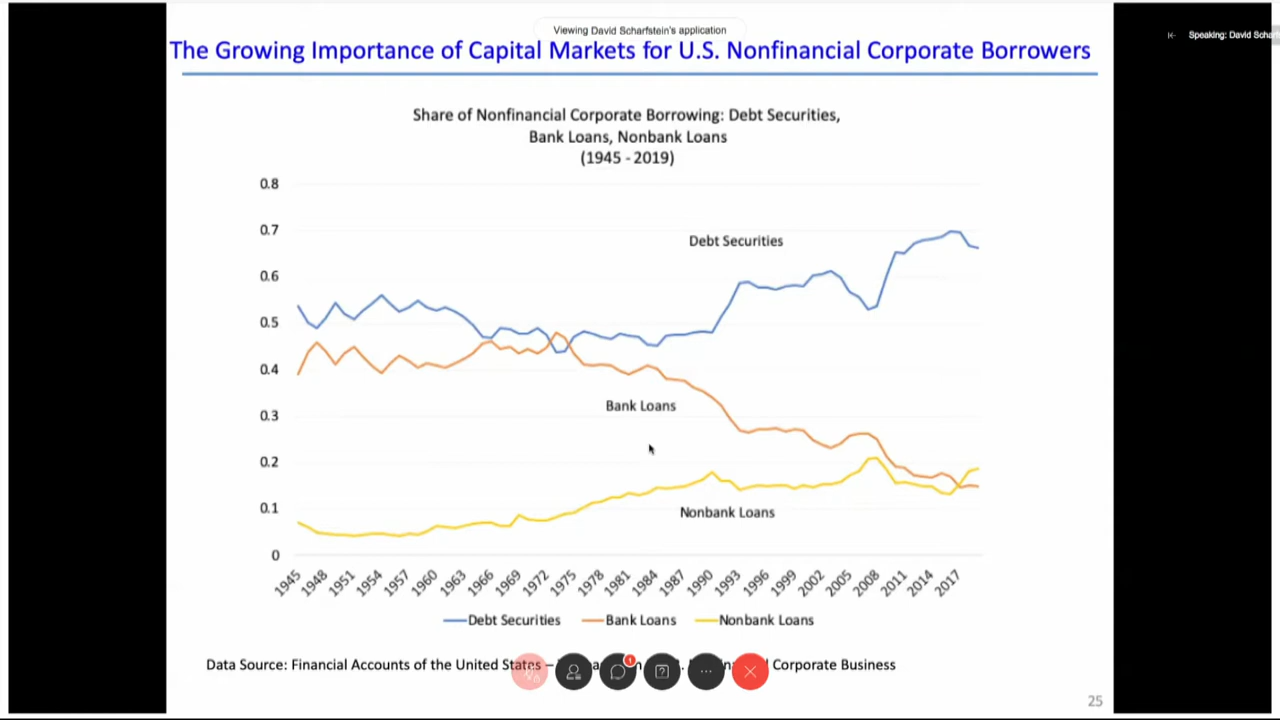 Viewing David Scharfstein's application
Speaking: David Scharf
The Growing Importance of Capital Markets for U.S. Nonfinancial Corporate Borrowers
Share of Nonfinancial Corporate Borrowing: Debt Securities,
Bank Loans, Nonbank Loans
(1945 - 2019)
0.8
0.7
0.6
0.5
0.4
0.3
0.2
0.1
0
Debt Securities
Bank Loans
Nonbank Loans
1945 1948 1951 1954 1957 1960 1963 1966 1969 1972 1975 1978 1981 1984 1987 1990 1993 1996 1999 2002 2005 2008 2011 2014 2017
Debt Securities Bank Loans Nonbank Loans
Data Source: Financial Accounts of the United States – Corporate Business
1
25